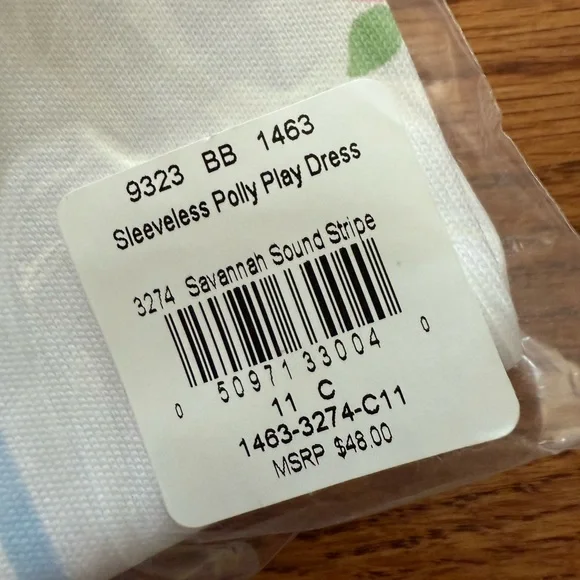 9323 BB 1463
Sleeveless Polly Play Dress
3274 Savannah Sound Stripe
0 50971 33004 0
11 C
1463-3274-C11
MSRP $48.00